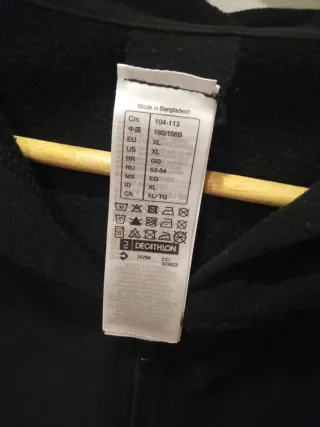 Made in Bangladesh
Cm 104-113
中国 180/108B
EU XL
US XL
BR GG
RU 52-54
MX EG
ID XL
CA XL/TG
DECATHLON
CC: